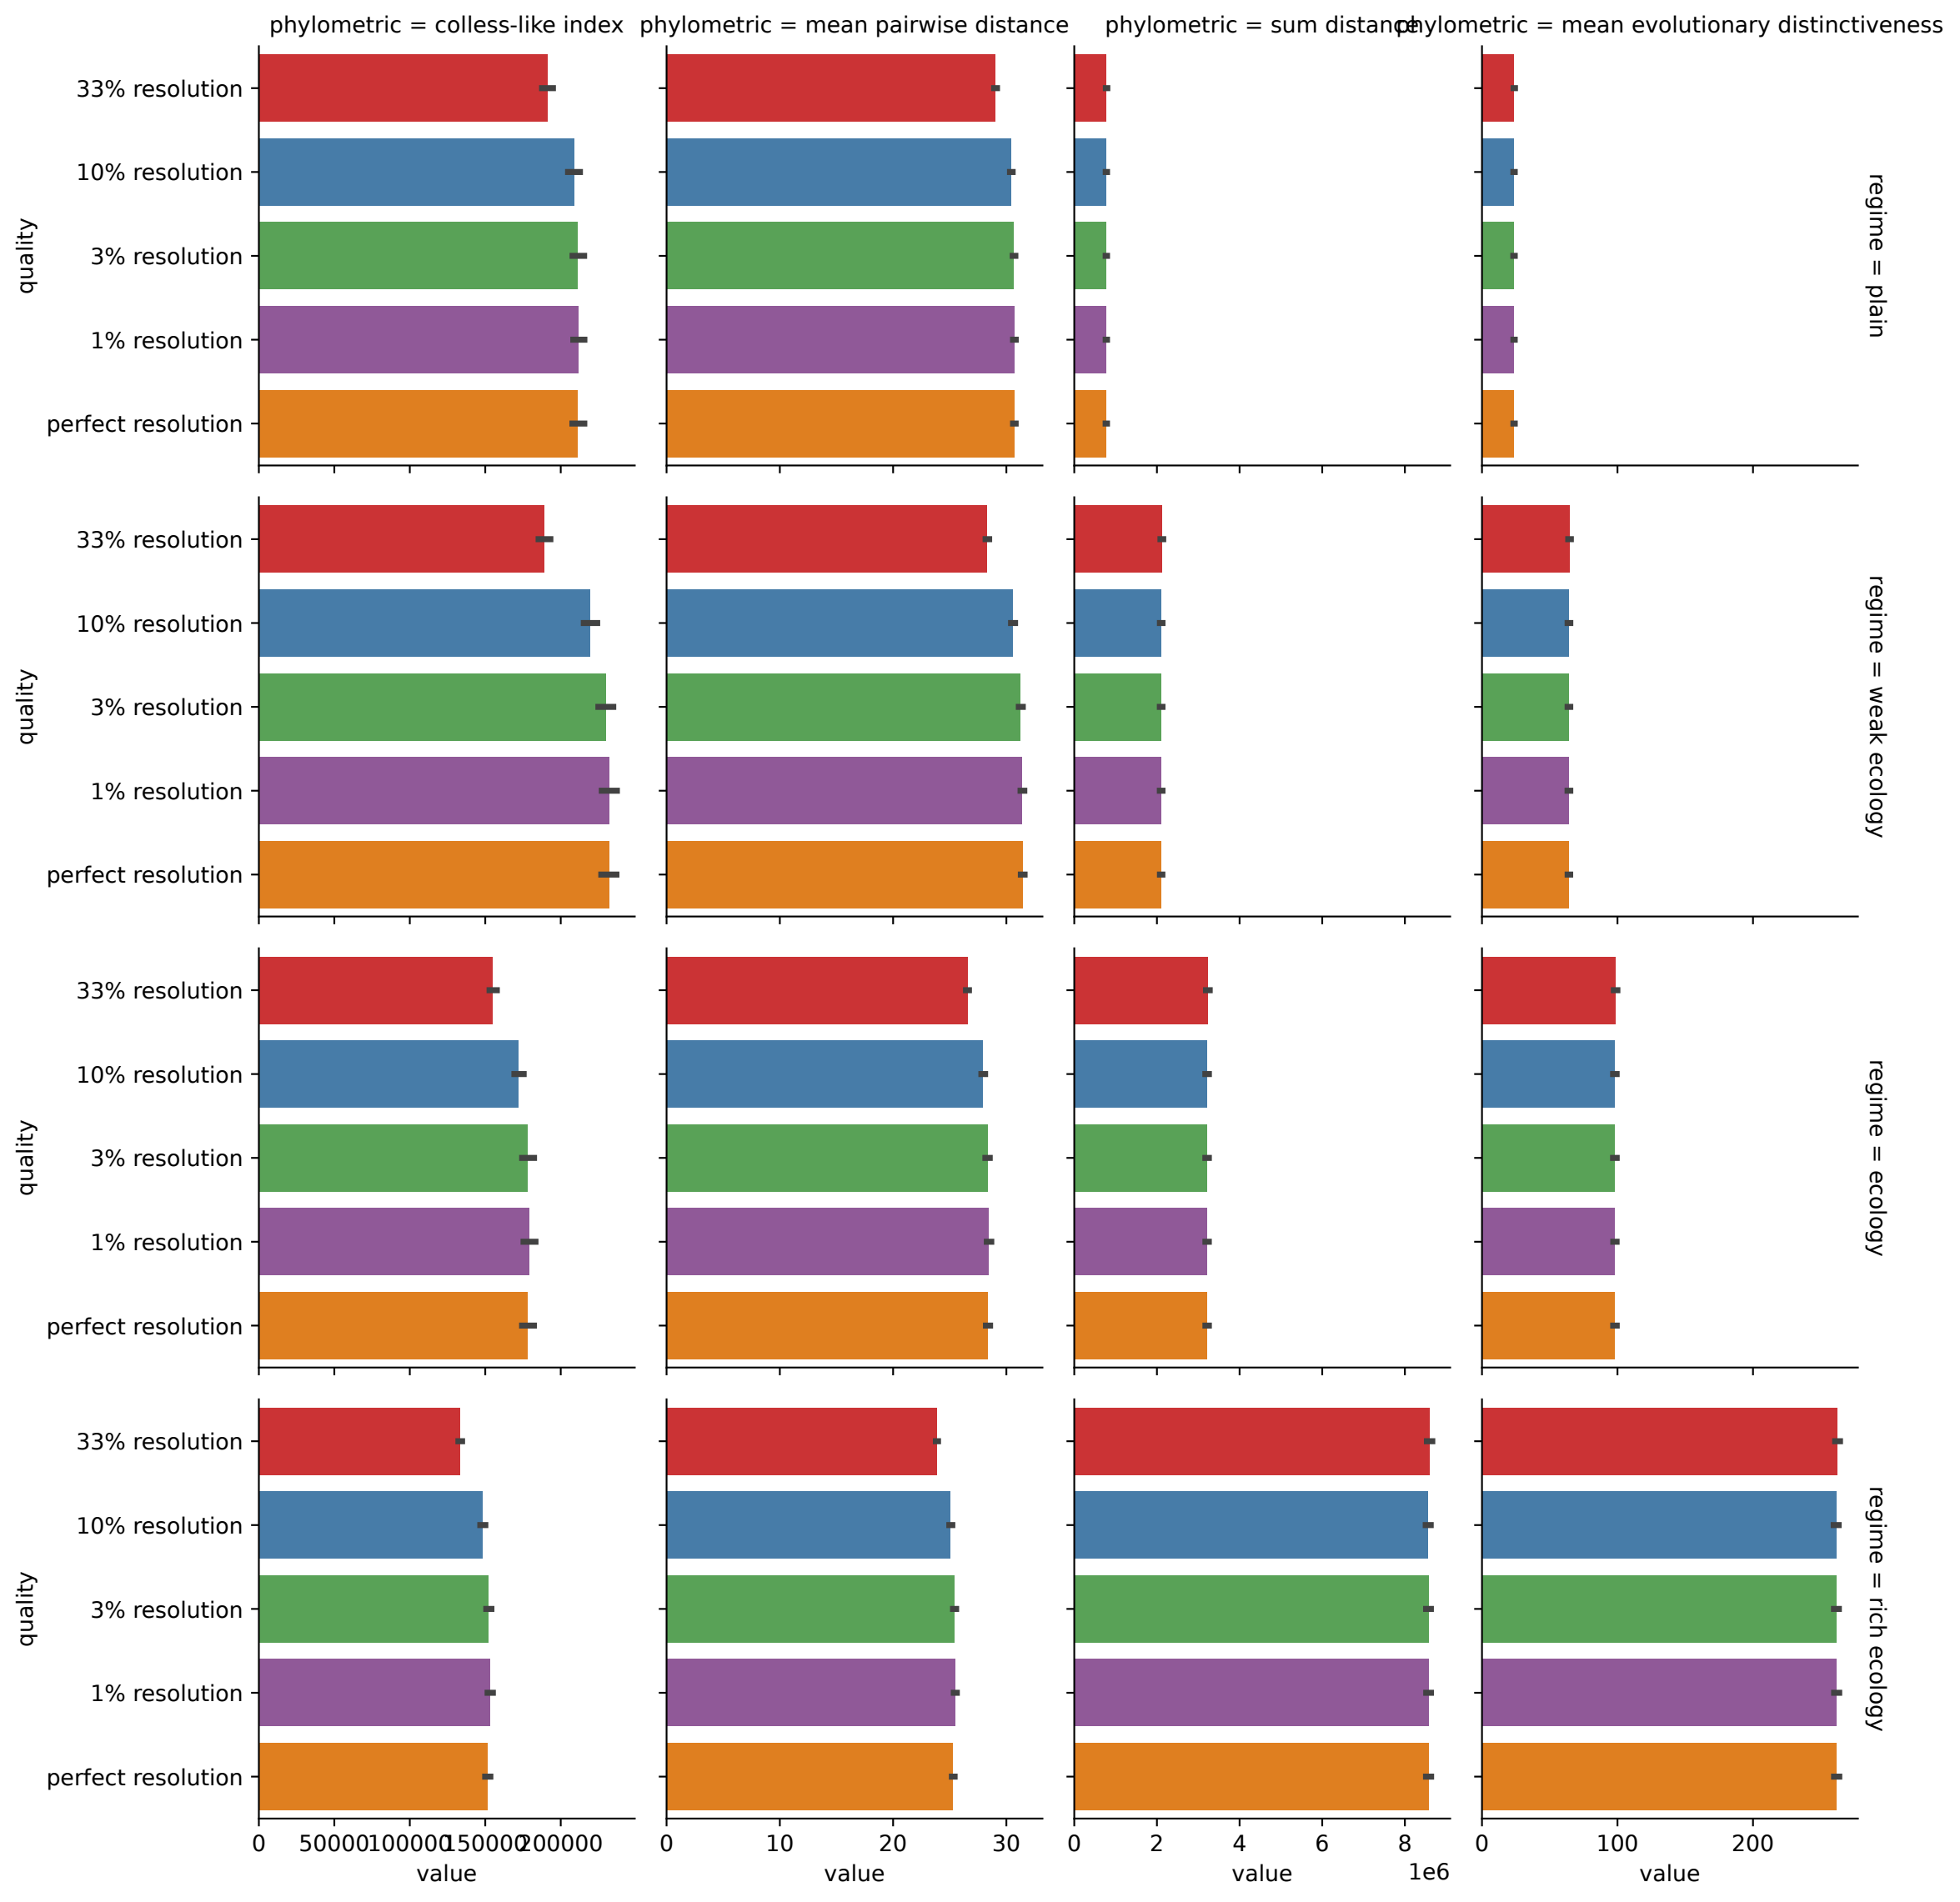 phylometric = colless-like index
phylometric = mean pairwise distance
phylometric = sum distance
phylometric = mean evolutionary distinctiveness
quality
33% resolution
10% resolution
3% resolution
1% resolution
perfect resolution
regime = plain
quality
33% resolution
10% resolution
3% resolution
1% resolution
perfect resolution
regime = weak ecology
quality
33% resolution
10% resolution
3% resolution
1% resolution
perfect resolution
regime = ecology
quality
33% resolution
10% resolution
3% resolution
1% resolution
perfect resolution
regime = rich ecology
0 50000 100000 150000 200000
value
0 10 20 30
value
0 2 4 6 8
1e6
value
0 100 200
value